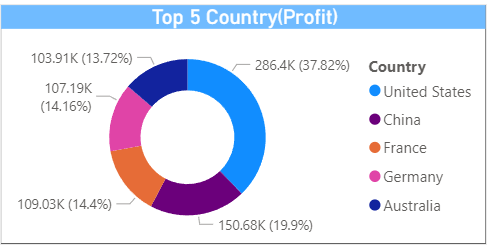 Top 5 Country(Profit)
103.91K (13.72%)
286.4K (37.82%)
107.19K
(14.16%)
109.03K (14.4%)
150.68K (19.9%)
Country
United States
China
France
Germany
Australia